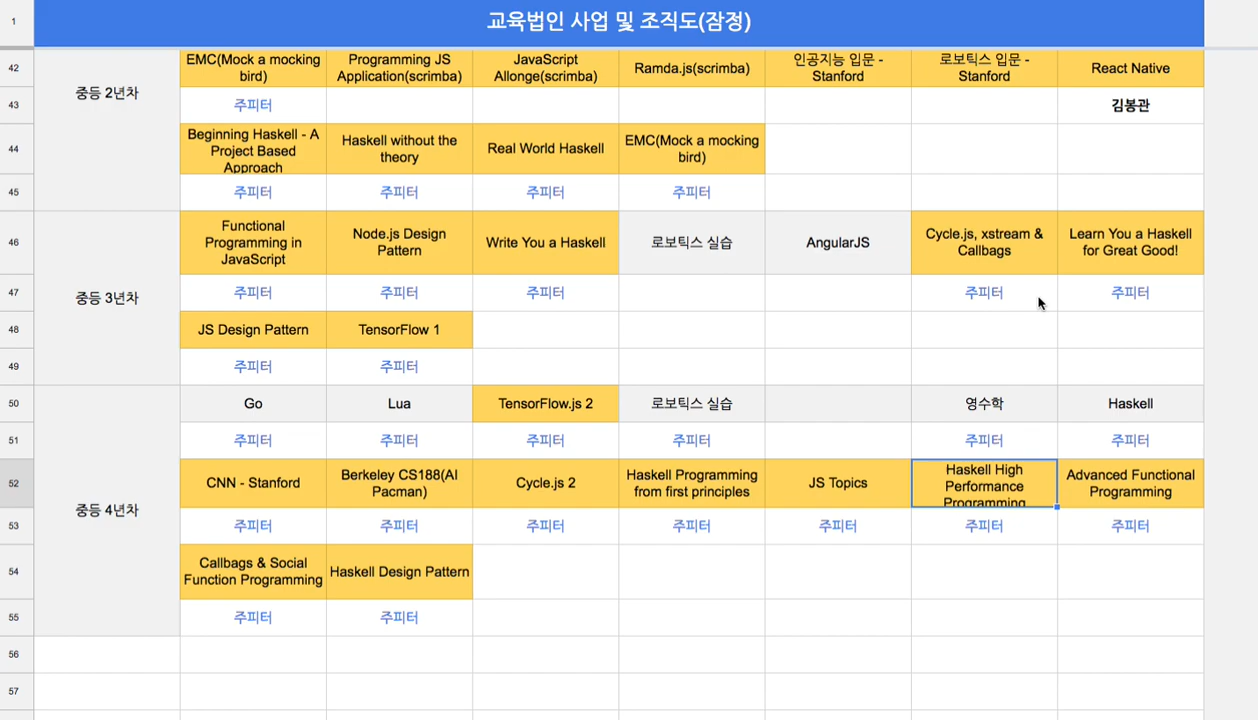 1
교육법인 사업 및 조직도(잠정)
42
중등 2년차
EMC(Mock a mocking
bird)
Programming JS
Application(scrimba)
JavaScript
Allonge(scrimba)
Ramda.js(scrimba)
인공지능 입문 -
Stanford
로보틱스 입문 -
Stanford
React Native
43
주피터
김봉관
44
Beginning Haskell - A
Project Based
Approach
Haskell without the
theory
Real World Haskell
EMC(Mock a mocking
bird)
45
주피터
주피터
주피터
주피터
46
중등 3년차
Functional
Programming in
JavaScript
Node.js Design
Pattern
Write You a Haskell
로보틱스 실습
AngularJS
Cycle.js, xstream &
Callbags
Learn You a Haskell
for Great Good!
47
주피터
주피터
주피터
주피터
주피터
48
JS Design Pattern
TensorFlow 1
49
주피터
주피터
50
중등 4년차
Go
Lua
TensorFlow.js 2
로보틱스 실습
영수학
Haskell
51
주피터
주피터
주피터
주피터
주피터
주피터
52
CNN - Stanford
Berkeley CS188(AI
Pacman)
Cycle.js 2
Haskell Programming
from first principles
JS Topics
Haskell High
Performance
Programming
Advanced Functional
Programming
53
주피터
주피터
주피터
주피터
주피터
주피터
주피터
54
Callbags & Social
Function Programming
Haskell Design Pattern
55
주피터
주피터
56
57